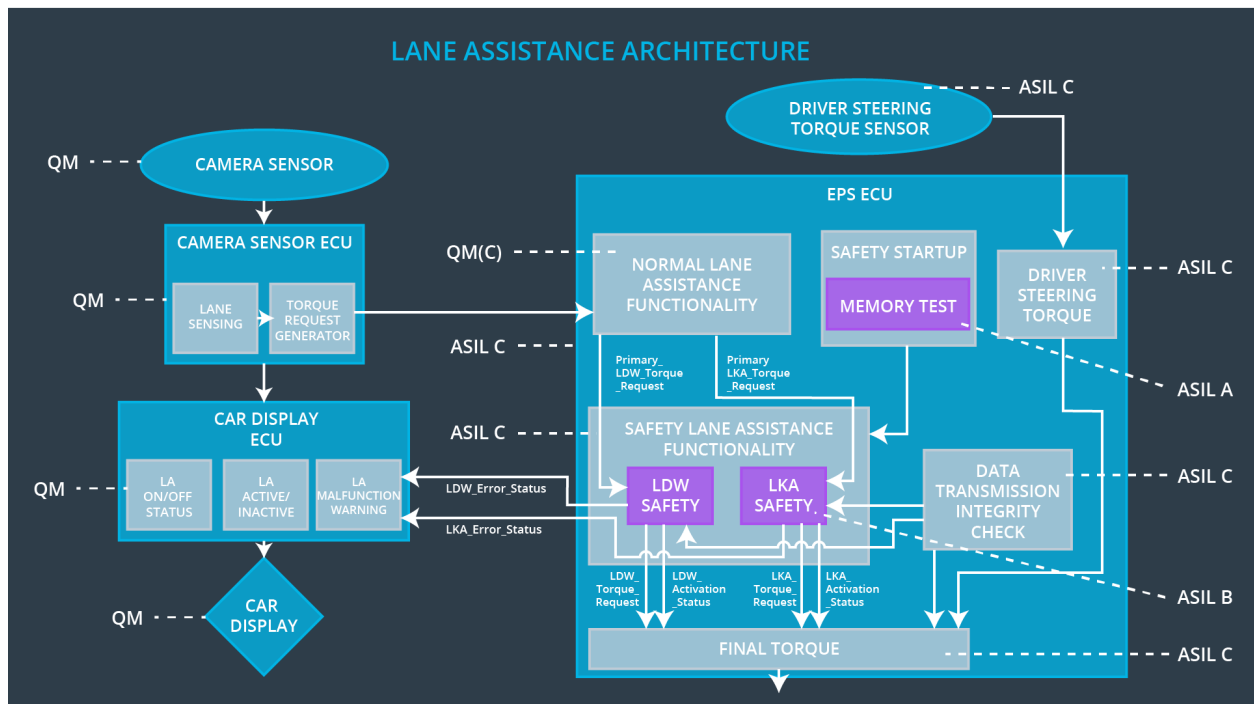 LANE ASSISTANCE ARCHITECTURE
ASIL C
DRIVER STEERING
TORQUE SENSOR
QM
CAMERA SENSOR
EPS ECU
CAMERA SENSOR ECU
QM
LANE
SENSING
TORQUE
REQUEST
GENERATOR
QM(C)
NORMAL LANE
ASSISTANCE
FUNCTIONALITY
SAFETY STARTUP
MEMORY TEST
DRIVER
STEERING
TORQUE
ASIL C
ASIL C
ASIL A
Primary_
LDW_Torque
_Request
Primary
LKA_Torque
_Request
CAR DISPLAY
ECU
QM
LA
ON/OFF
STATUS
LA
ACTIVE/
INACTIVE
LA
MALFUNCTION
WARNING
ASIL C
SAFETY LANE ASSISTANCE
FUNCTIONALITY
LDW
SAFETY
LKA
SAFETY
DATA
TRANSMISSION
INTEGRITY
CHECK
ASIL C
LDW_Error_Status
LKA_Error_Status
LDW_
Torque_
Request
LDW_
Activation
_Status
LKA_
Torque_
Request
LKA_
Activation
_Status
ASIL B
QM
CAR
DISPLAY
FINAL TORQUE
ASIL C